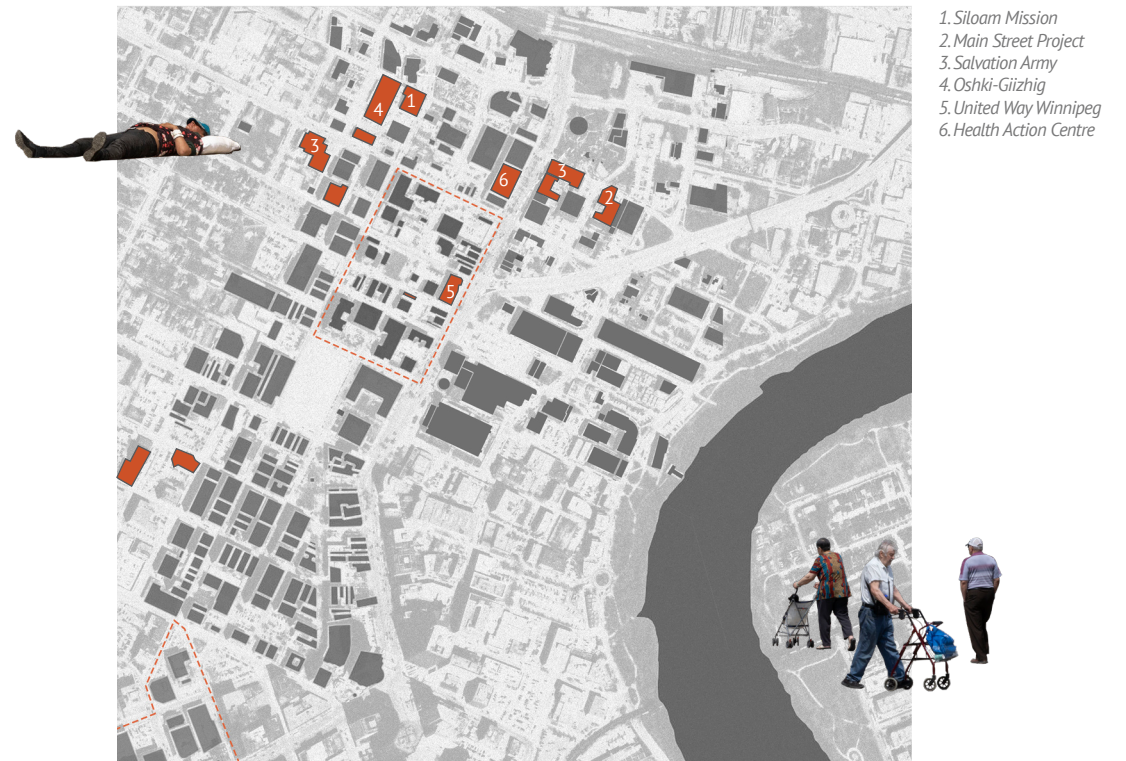 1. Siloam Mission
2. Main Street Project
3. Salvation Army
4. Oshki-Giizhig
5. United Way Winnipeg
6. Health Action Centre
1
4
3
6
3
2
5